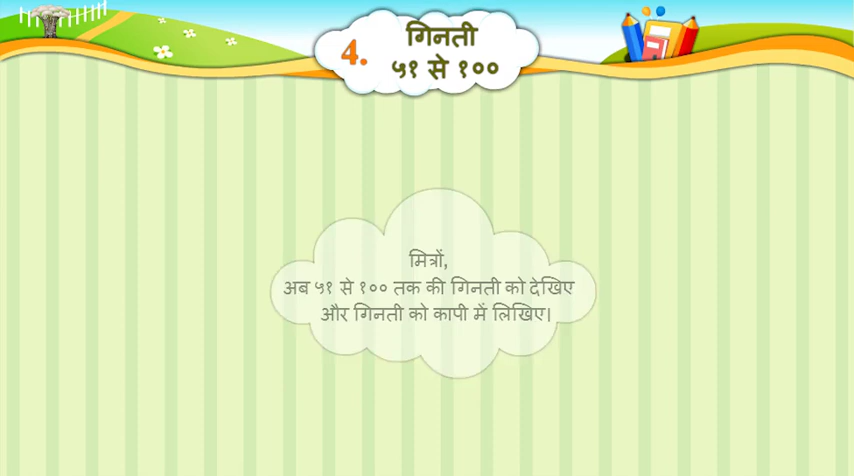 4.
गिनती
५१ से १००
मित्रों,
अब ५१ से १०० तक की गिनती को देखिए
और गिनती को कापी में लिखिए।